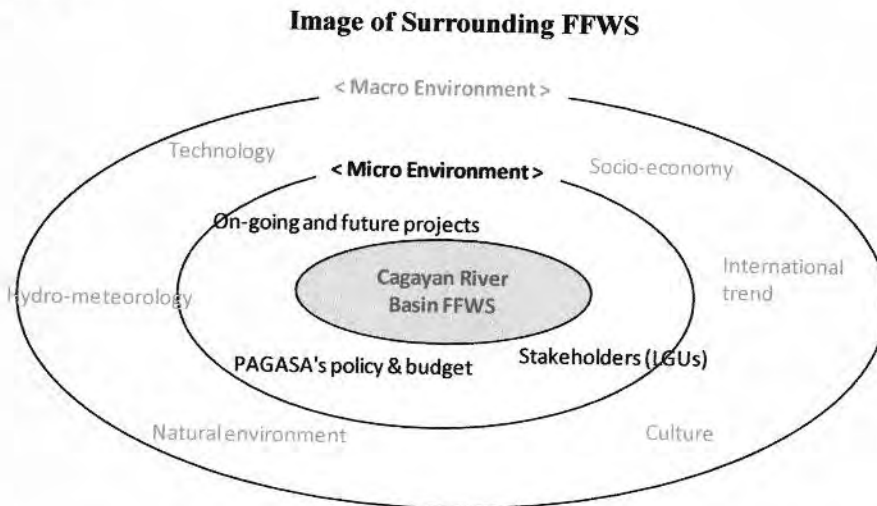 Image of Surrounding FFWS
< Macro Environment >
Technology
< Micro Environment >
Socio-economy
On-going and future projects
Cagayan River
Basin FFWS
International
trend
Hydro-meteorology
PAGASA's policy & budget
Stakeholders (LGUs)
Natural environment
Culture